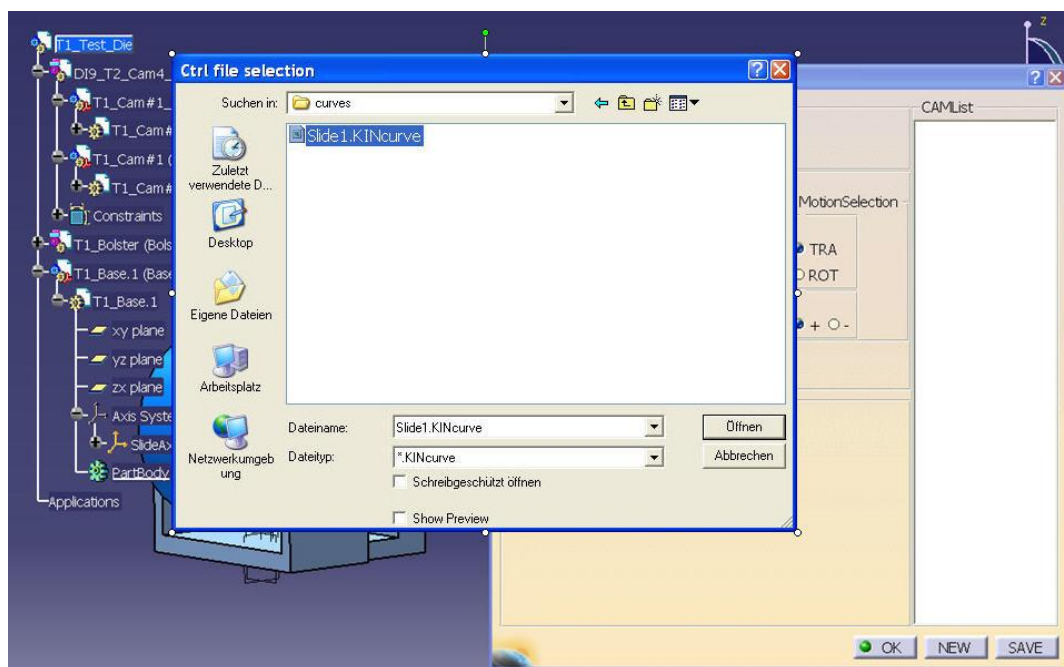 T1_Test_Die
DI9_T2_Cam4_
T1_Cam#1_
T1_Cam#
T1_Cam#1 (
T1_Cam#
Constraints
T1_Bolster (Bols
T1_Base.1 (Base
T1_Base.1
xy plane
yz plane
zx plane
Axis Syste
SlideAx
PartBody
Applications
Ctrl file selection
Suchen in:
curves
Slide1.KINcurve
Zuletzt
verwendete D...
Desktop
Eigene Dateien
Arbeitsplatz
Netzwerkumgeb
ung
Dateiname:
Slide1.KINcurve
Öffnen
Dateityp:
*.KINcurve
Abbrechen
Schreibgeschützt öffnen
Show Preview
z
CAMList
MotionSelection
TRA
ROT
+ -
OK
NEW
SAVE